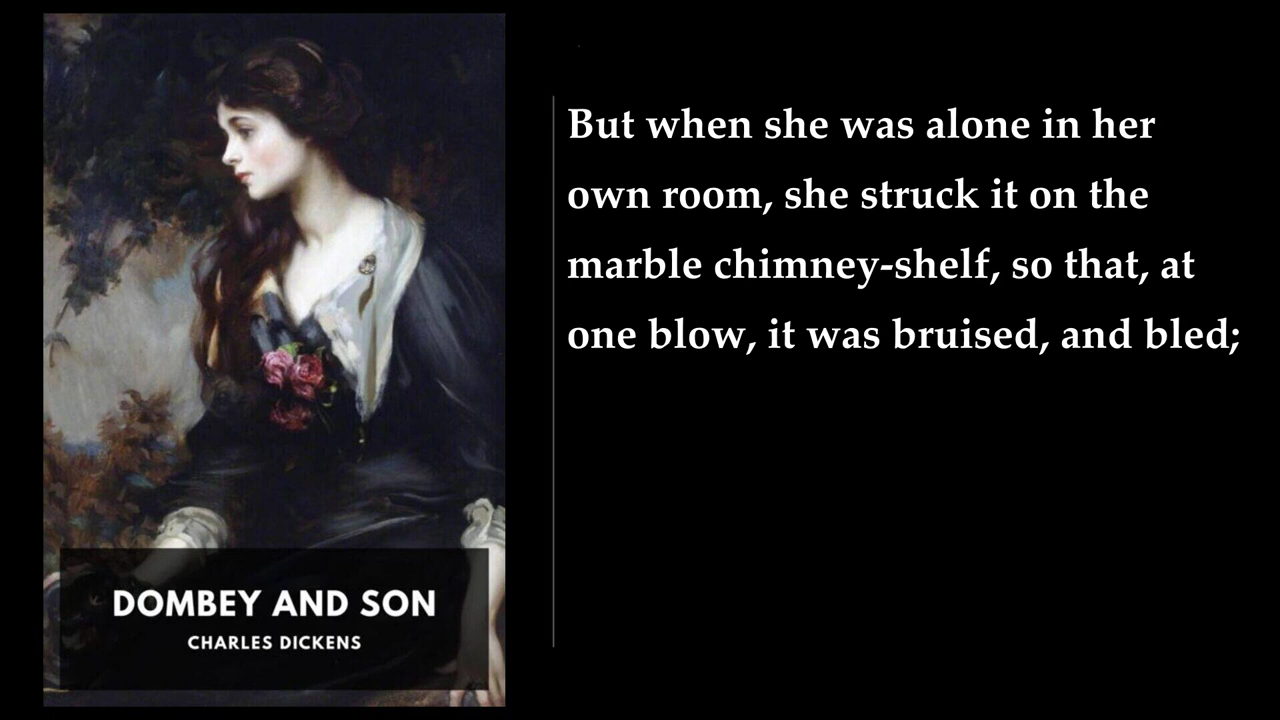 But when she was alone in her
own room, she struck it on the
marble chimney-shelf, so that, at
one blow, it was bruised, and bled;
DOMBEY AND SON
CHARLES DICKENS